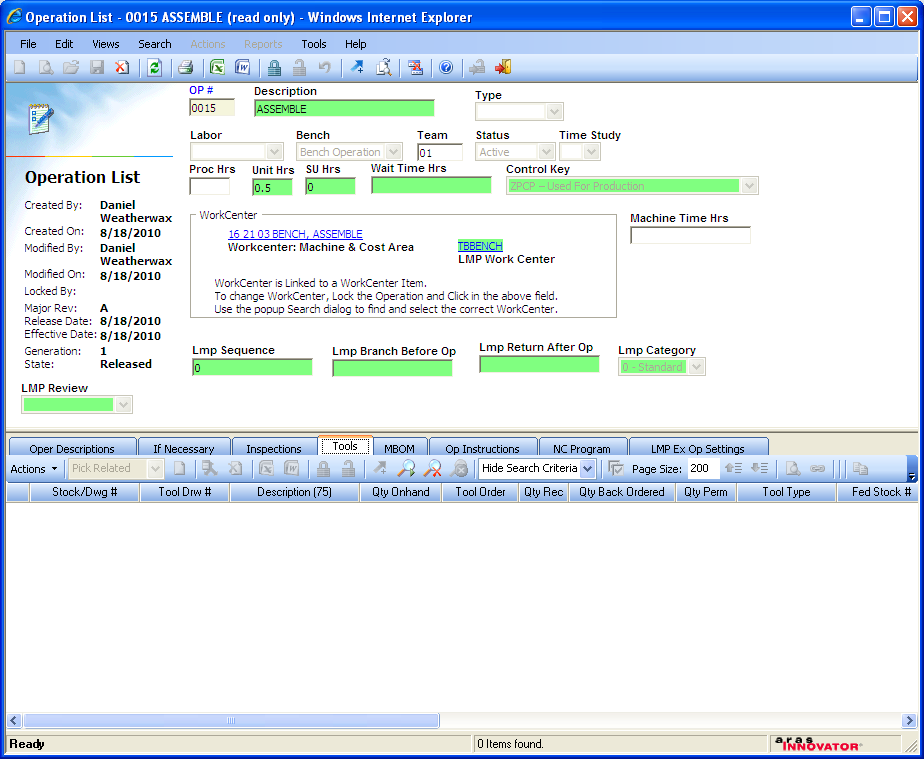 Operation List - 0015 ASSEMBLE (read only) - Windows Internet Explorer
File Edit Views Search Actions Reports Tools Help
OP # Description Type
0015 ASSEMBLE
Labor Bench Team Status Time Study
Bench Operation 01 Active
Proc Hrs Unit Hrs SU Hrs Wait Time Hrs Control Key
0.5 0 ZPCP -- Used For Production
Operation List
Created By: Daniel Weatherwax
Created On: 8/18/2010
Modified By: Daniel Weatherwax
Modified On: 8/18/2010
Locked By:
Major Rev: A
Release Date: 8/18/2010
Effective Date: 8/18/2010
Generation: 1
State: Released
LMP Review
WorkCenter
16 21 03 BENCH, ASSEMBLE
Workcenter: Machine & Cost Area
TBBENCH
LMP Work Center
WorkCenter is Linked to a WorkCenter Item.
To change WorkCenter, Lock the Operation and Click in the above field.
Use the popup Search dialog to find and select the correct WorkCenter.
Machine Time Hrs
Lmp Sequence Lmp Branch Before Op Lmp Return After Op Lmp Category
0 0 - Standard
Oper Descriptions If Necessary Inspections Tools MBOM Op Instructions NC Program LMP Ex Op Settings
Actions Pick Related Hide Search Criteria Page Size: 200
Stock/Dwg # Tool Drw # Description (75) Qty Onhand Tool Order Qty Rec Qty Back Ordered Qty Perm Tool Type Fed Stock #
Ready 0 Items found. aras INNOVATOR